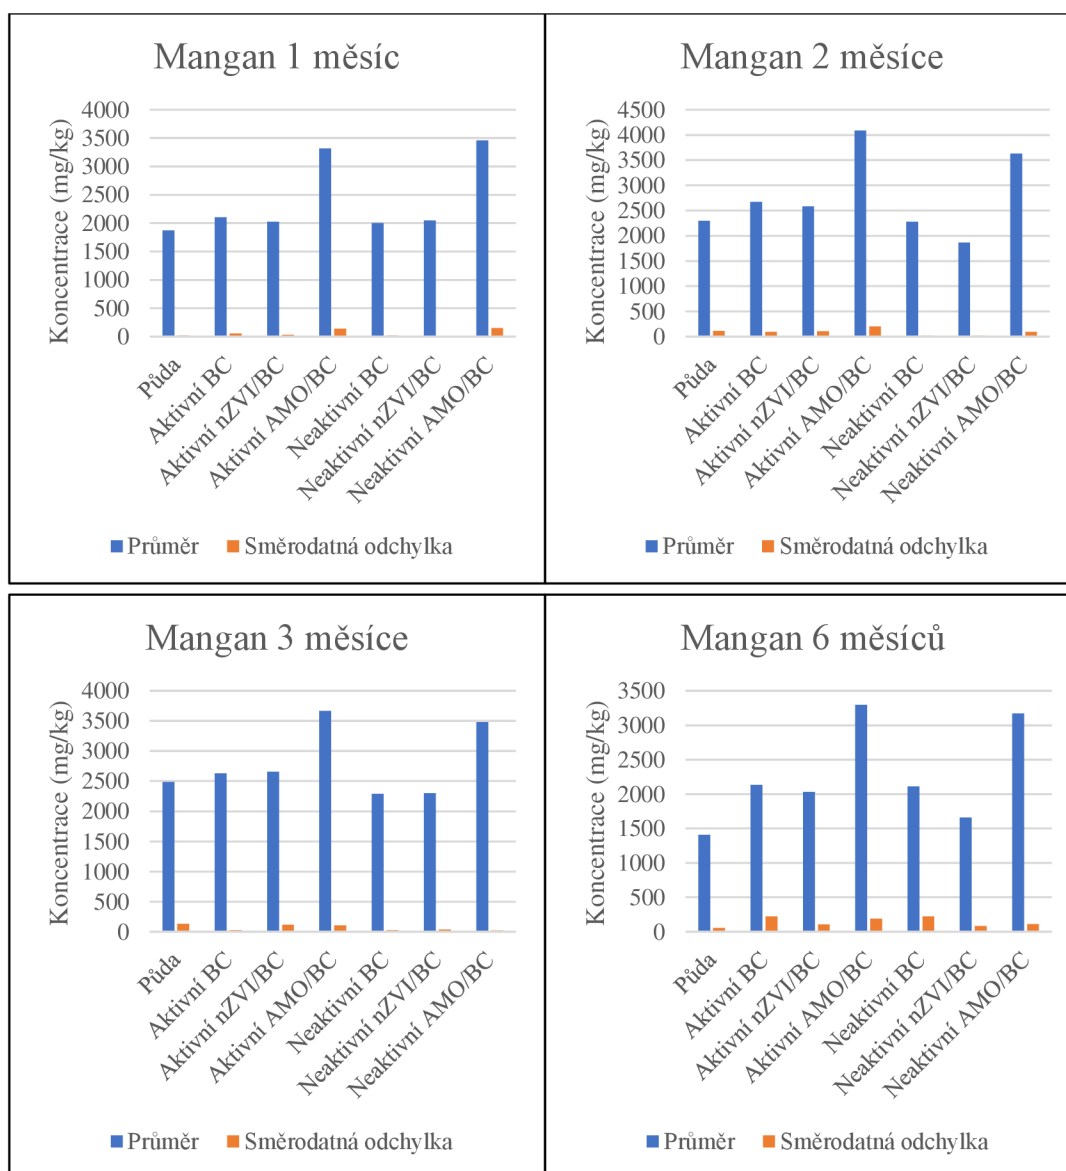 Mangan 1 měsíc
Koncentrace (mg/kg)
4000
3500
3000
2500
2000
1500
1000
500
0
Půda
Aktivní BC
Aktivní nZVI/BC
Aktivní AMO/BC
Neaktivní BC
Neaktivní nZVI/BC
Neaktivní AMO/BC
Průměr Směrodatná odchylka
Mangan 2 měsíce
Koncentrace (mg/kg)
4500
4000
3500
3000
2500
2000
1500
1000
500
0
Půda
Aktivní BC
Aktivní nZVI/BC
Aktivní AMO/BC
Neaktivní BC
Neaktivní nZVI/BC
Neaktivní AMO/BC
Průměr Směrodatná odchylka
Mangan 3 měsíce
Koncentrace (mg/kg)
4000
3500
3000
2500
2000
1500
1000
500
0
Půda
Aktivní BC
Aktivní nZVI/BC
Aktivní AMO/BC
Neaktivní BC
Neaktivní nZVI/BC
Neaktivní AMO/BC
Průměr Směrodatná odchylka
Mangan 6 měsíců
Koncentrace (mg/kg)
3500
3000
2500
2000
1500
1000
500
0
Půda
Aktivní BC
Aktivní nZVI/BC
Aktivní AMO/BC
Neaktivní BC
Neaktivní nZVI/BC
Neaktivní AMO/BC
Průměr Směrodatná odchylka